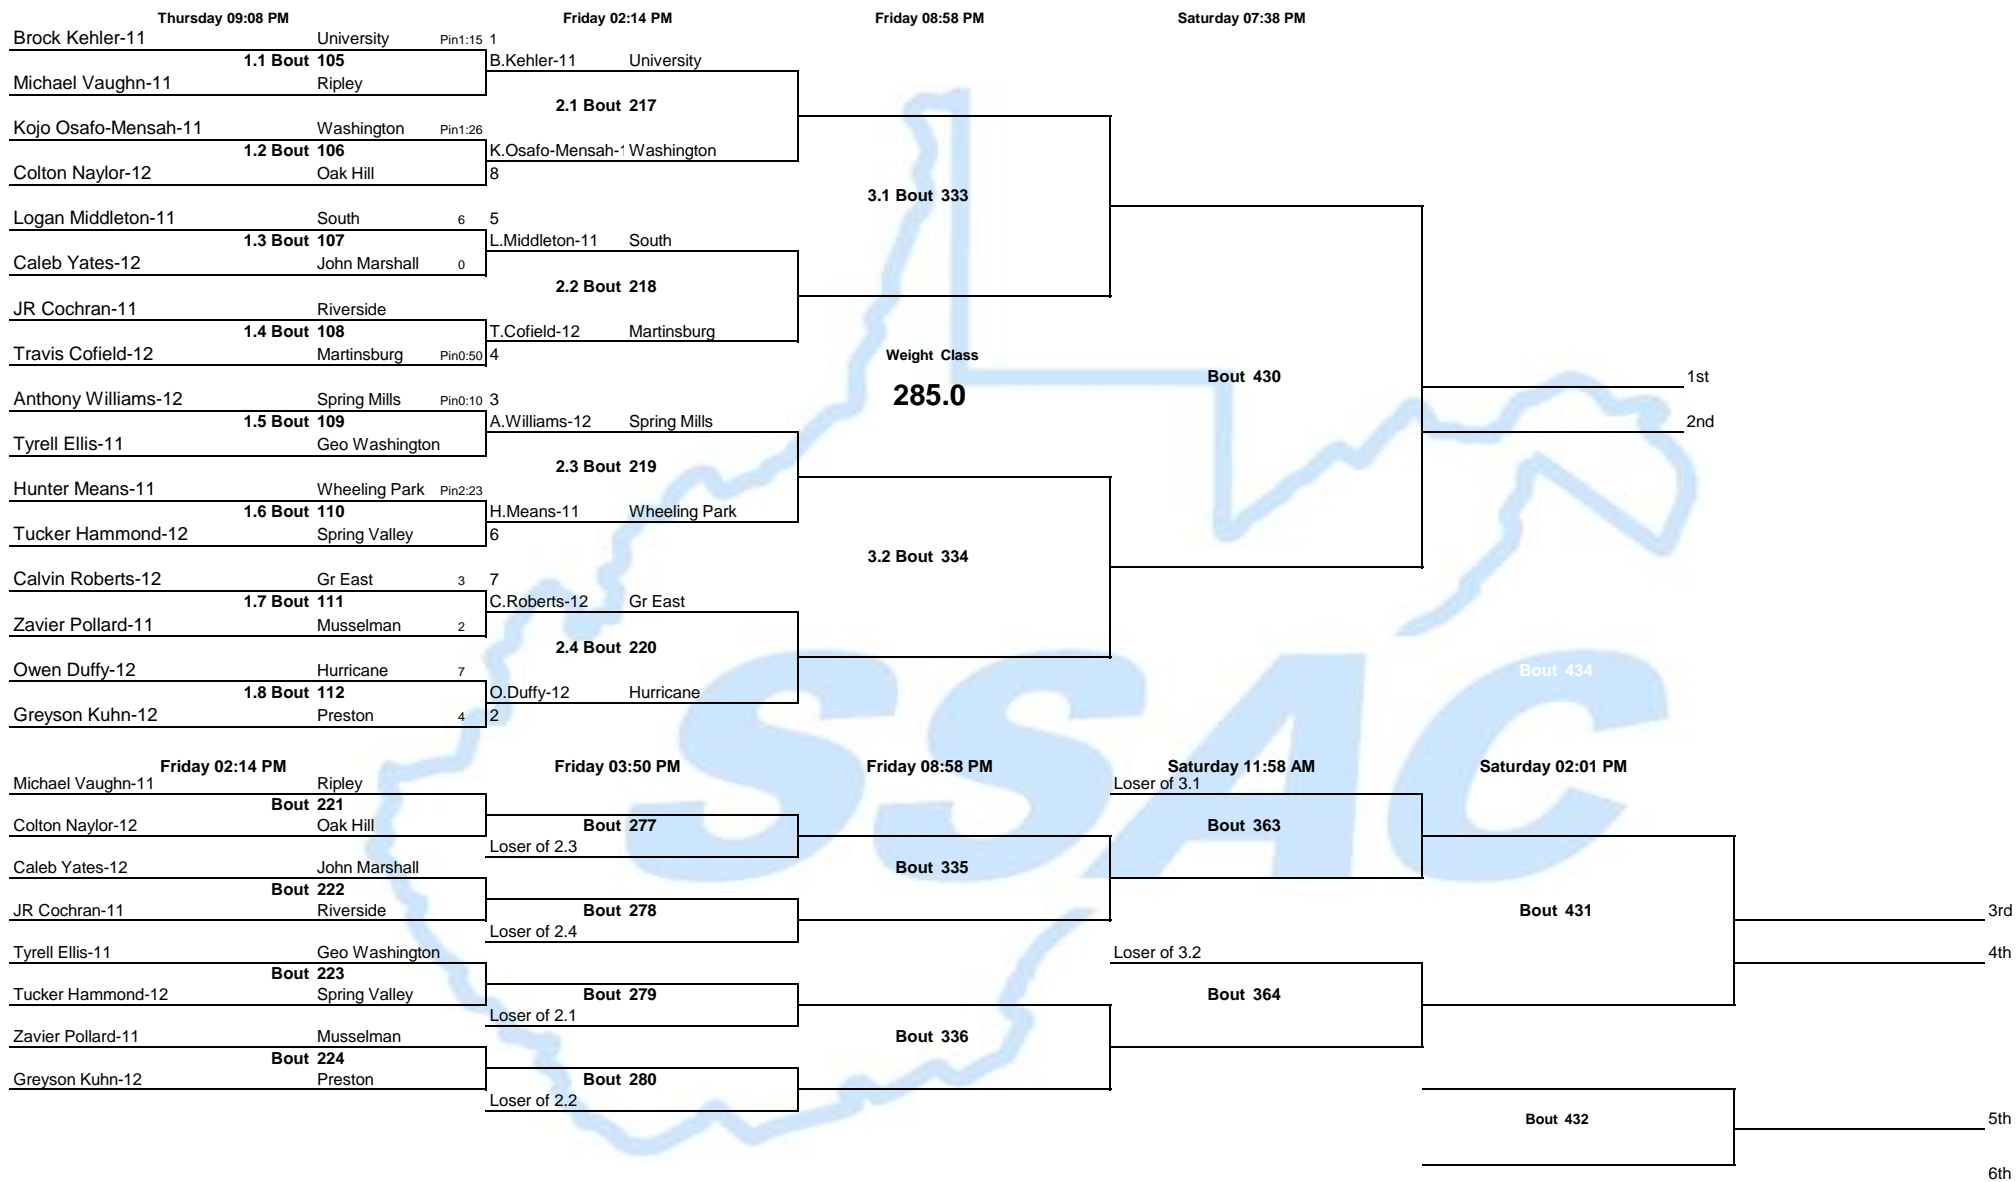 Thursday 09:08 PM Friday 02:14 PM Friday 08:58 PM Saturday 07:38 PM
Brock Kehler-11 University Pin1:15 1
1.1 Bout 105 B.Kehler-11 University
Michael Vaughn-11 Ripley
2.1 Bout 217
Kojo Osafo-Mensah-11 Washington Pin1:26
1.2 Bout 106 K.Osafo-Mensah-1 Washington
Colton Naylor-12 Oak Hill 8
3.1 Bout 333
Logan Middleton-11 South 6 5
1.3 Bout 107 L.Middleton-11 South
Caleb Yates-12 John Marshall 0
2.2 Bout 218
JR Cochran-11 Riverside
1.4 Bout 108 T.Cofield-12 Martinsburg
Travis Cofield-12 Martinsburg Pin0:50 4 Weight Class
Bout 430 1st
Anthony Williams-12 Spring Mills Pin0:10 3 285.0
1.5 Bout 109 A.Williams-12 Spring Mills 2nd
Tyrell Ellis-11 Geo Washington
2.3 Bout 219
Hunter Means-11 Wheeling Park Pin2:23
1.6 Bout 110 H.Means-11 Wheeling Park
Tucker Hammond-12 Spring Valley 6
3.2 Bout 334
Calvin Roberts-12 Gr East 3 7
1.7 Bout 111 C.Roberts-12 Gr East
Zavier Pollard-11 Musselman 2
2.4 Bout 220
Owen Duffy-12 Hurricane 7 Bout 434
1.8 Bout 112 O.Duffy-12 Hurricane
Greyson Kuhn-12 Preston 4 2
SSAC
Friday 02:14 PM Friday 03:50 PM Friday 08:58 PM Saturday 11:58 AM Saturday 02:01 PM
Michael Vaughn-11 Ripley Loser of 3.1
Bout 221
Colton Naylor-12 Oak Hill Bout 277 Bout 363
Loser of 2.3
Caleb Yates-12 John Marshall Bout 335
Bout 222
JR Cochran-11 Riverside Bout 278 Bout 431 3rd
Loser of 2.4
Tyrell Ellis-11 Geo Washington Loser of 3.2 4th
Bout 223
Tucker Hammond-12 Spring Valley Bout 279 Bout 364
Loser of 2.1
Zavier Pollard-11 Musselman Bout 336
Bout 224
Greyson Kuhn-12 Preston Bout 280
Loser of 2.2
Bout 432 5th
6th